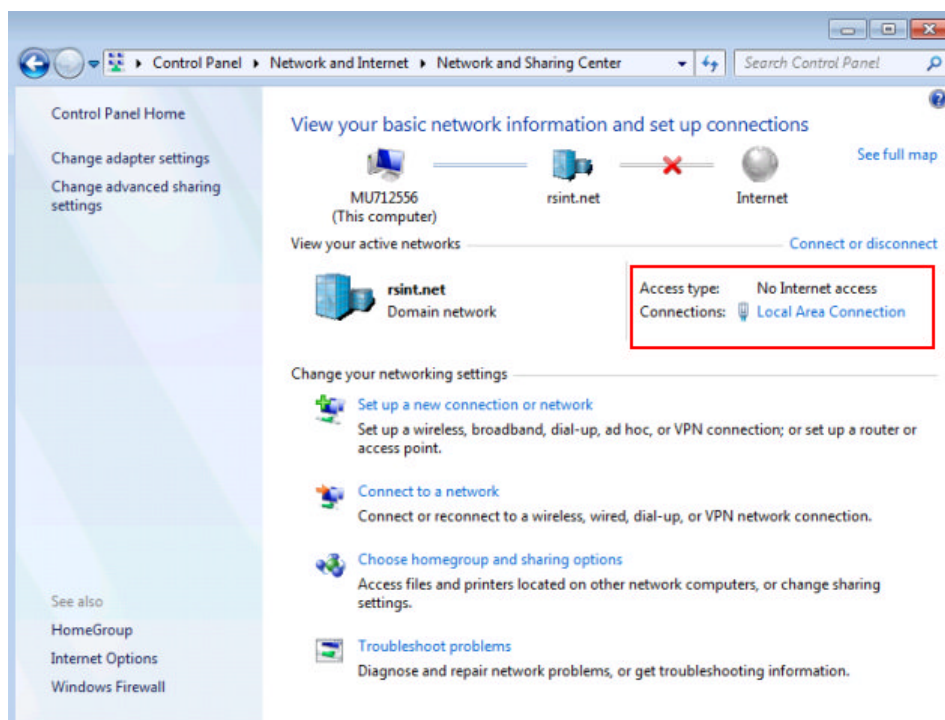 Control Panel Network and Internet Network and Sharing Center Search Control Panel
Control Panel Home
Change adapter settings
Change advanced sharing
settings
View your basic network information and set up connections
See full map
MU712556
(This computer)
rsint.net
Internet
View your active networks
Connect or disconnect
rsint.net
Domain network
Access type: No Internet access
Connections: Local Area Connection
Change your networking settings
Set up a new connection or network
Set up a wireless, broadband, dial-up, ad hoc, or VPN connection; or set up a router or
access point.
Connect to a network
Connect or reconnect to a wireless, wired, dial-up, or VPN network connection.
Choose homegroup and sharing options
Access files and printers located on other network computers, or change sharing
settings.
Troubleshoot problems
Diagnose and repair network problems, or get troubleshooting information.
See also
HomeGroup
Internet Options
Windows Firewall